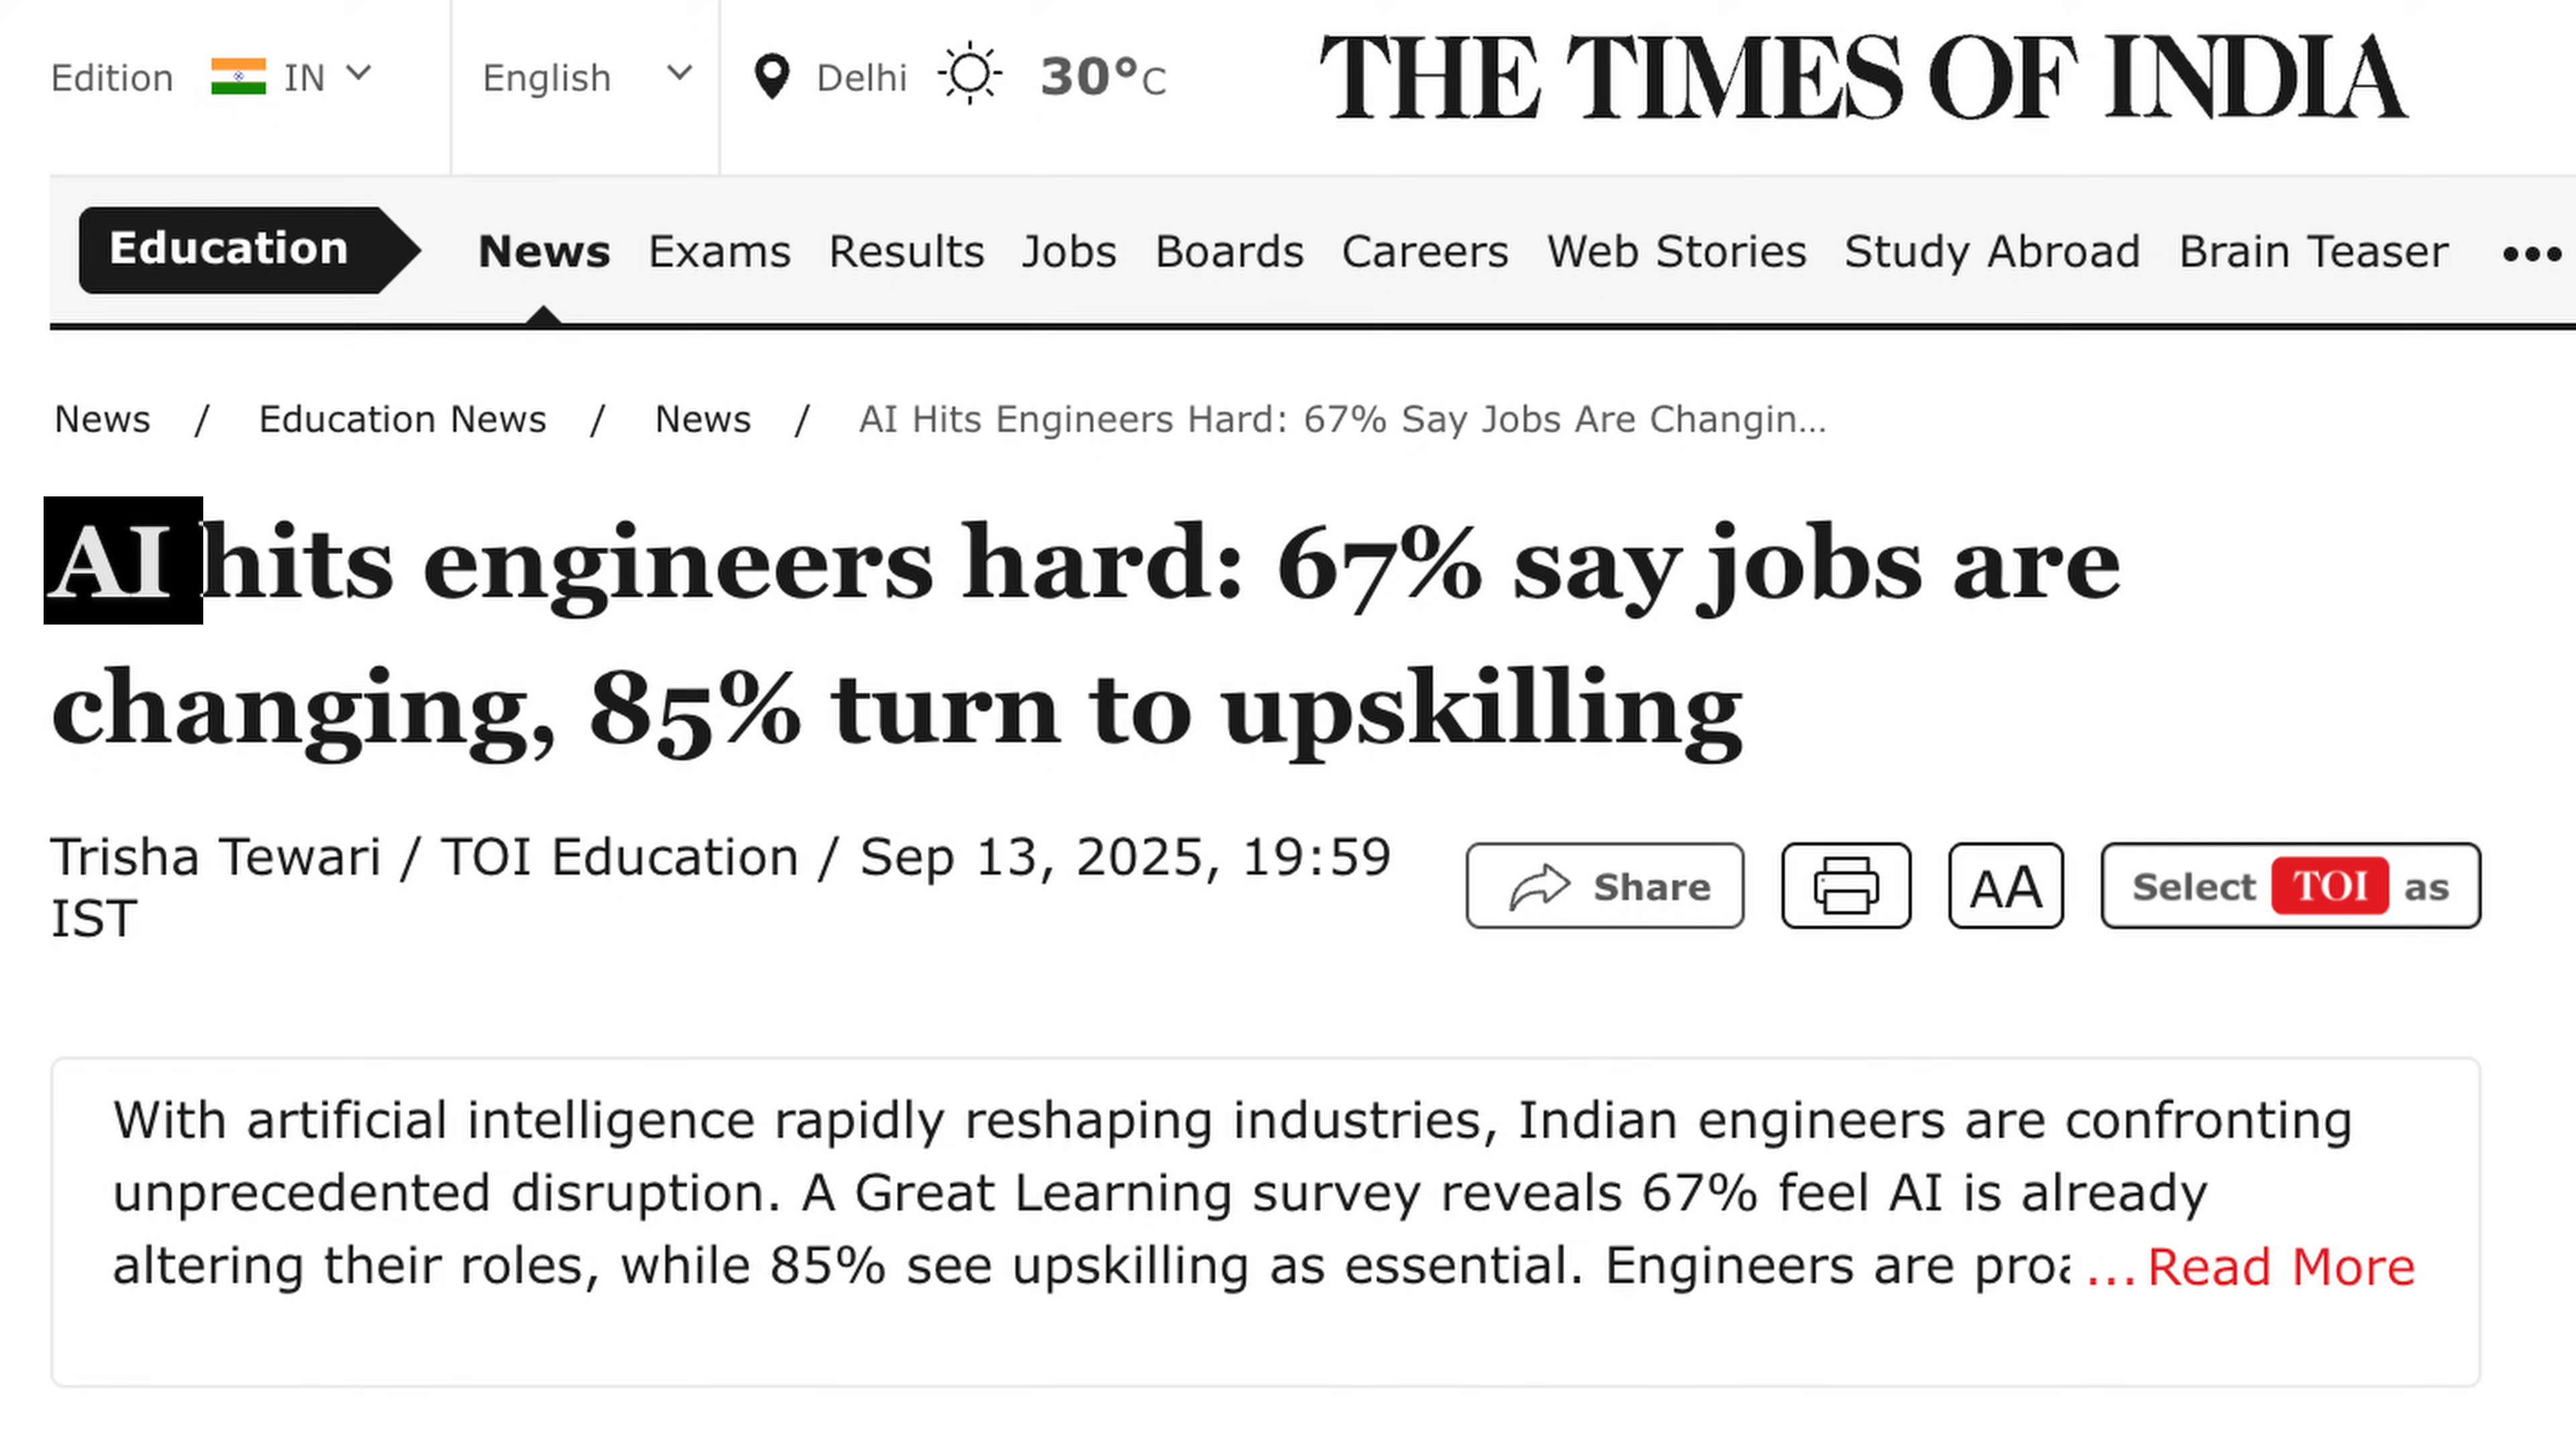 Edition IN English Delhi 30°C THE TIMES OF INDIA
Education News Exams Results Jobs Boards Careers Web Stories Study Abroad Brain Teaser •••
News / Education News / News / AI Hits Engineers Hard: 67% Say Jobs Are Changin...
AI hits engineers hard: 67% say jobs are
changing, 85% turn to upskilling
Trisha Tewari / TOI Education / Sep 13, 2025, 19:59
IST
Share AA Select TOI as
With artificial intelligence rapidly reshaping industries, Indian engineers are confronting
unprecedented disruption. A Great Learning survey reveals 67% feel AI is already
altering their roles, while 85% see upskilling as essential. Engineers are proa ... Read More